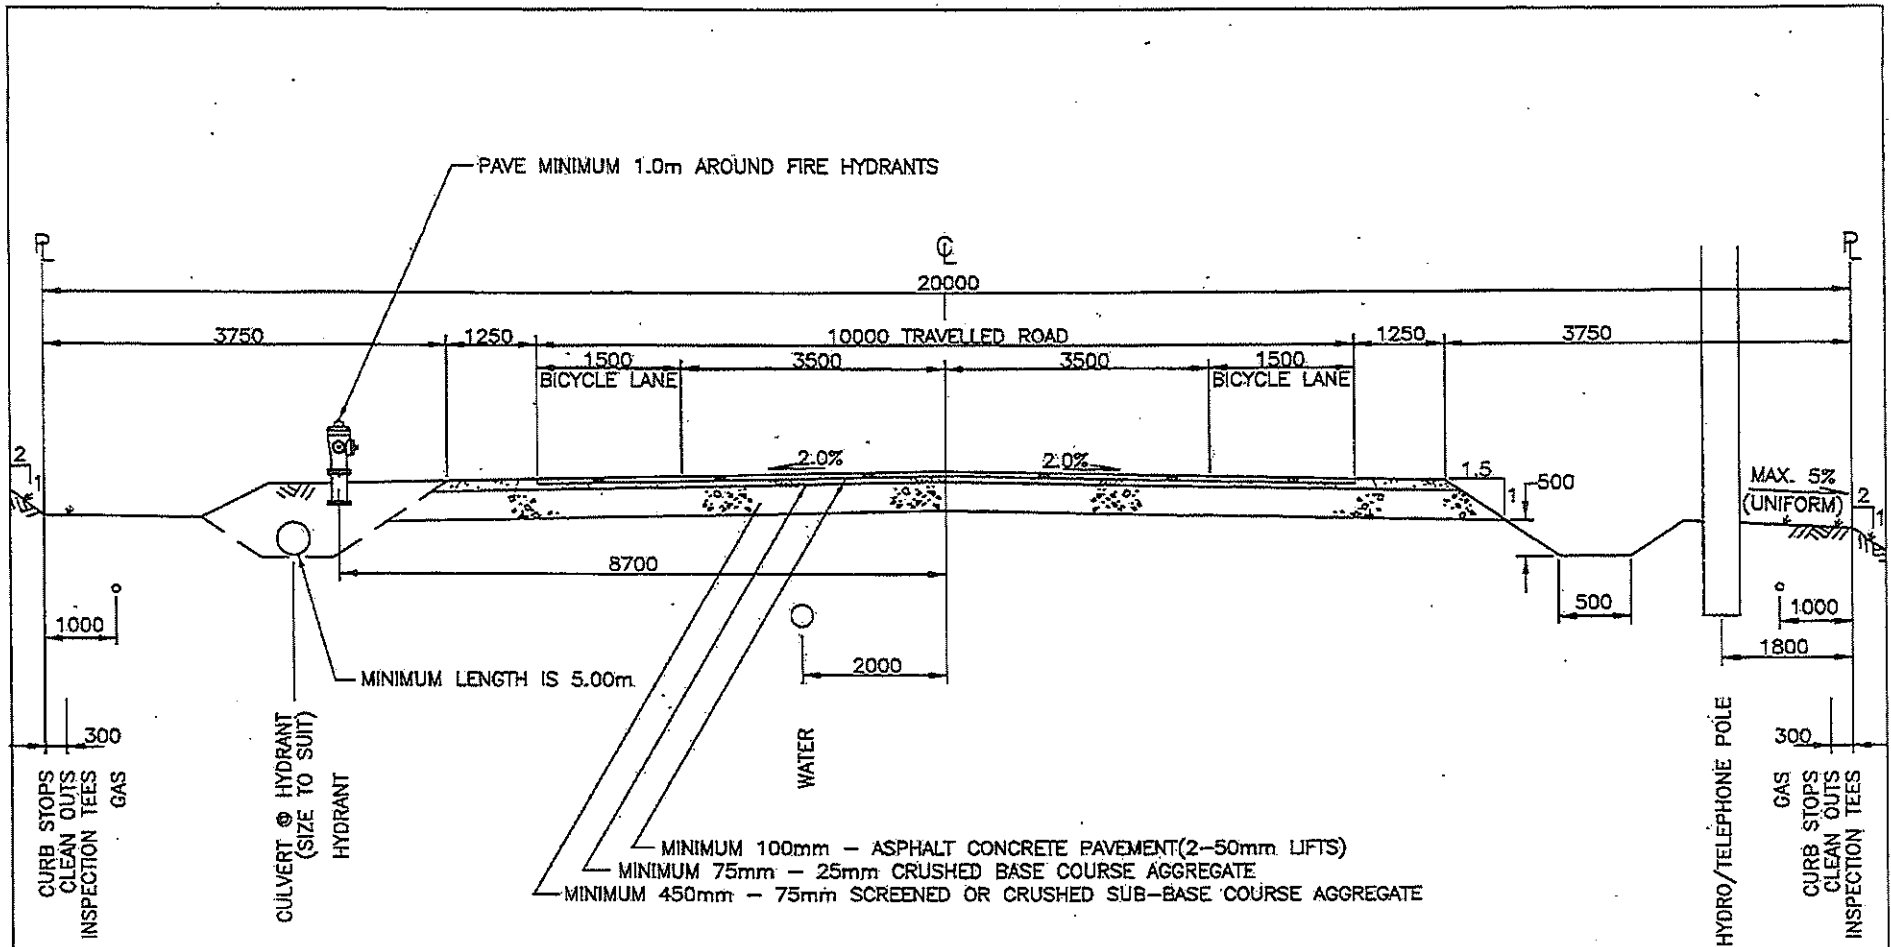 PAVE MINIMUM 1.0m AROUND FIRE HYDRANTS
PL
CL
PL
20000
3750
1250
10000 TRAVELLED ROAD
1250
3750
1500
3500
3500
1500
BICYCLE LANE
BICYCLE LANE
2
1
2.0%
2.0%
1.5
1
500
MAX. 5%
(UNIFORM)
2
1
8700
500
1000
1000
1800
MINIMUM LENGTH IS 5.00m
2000
300
300
CURB STOPS
CLEAN OUTS
INSPECTION TEES
GAS
CULVERT @ HYDRANT
(SIZE TO SUIT)
HYDRANT
WATER
HYDRO/TELEPHONE POLE
GAS
CURB STOPS
CLEAN OUTS
INSPECTION TEES
MINIMUM 100mm - ASPHALT CONCRETE PAVEMENT(2-50mm LIFTS)
MINIMUM 75mm - 25mm CRUSHED BASE COURSE AGGREGATE
MINIMUM 450mm - 75mm SCREENED OR CRUSHED SUB-BASE COURSE AGGREGATE